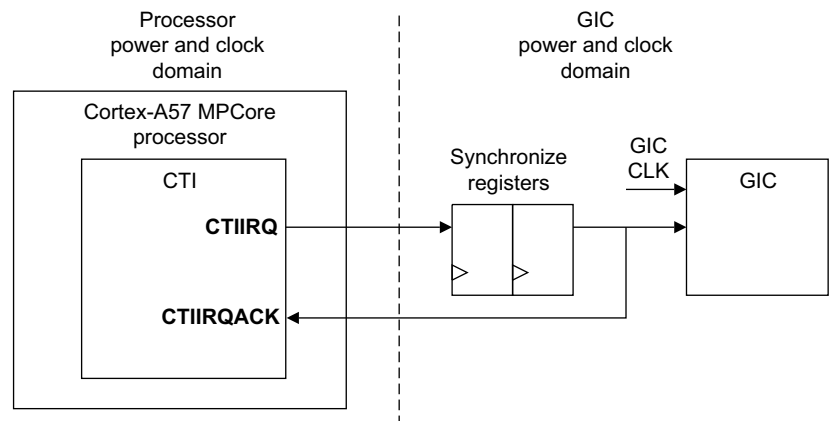 Processor
power and clock
domain
GIC
power and clock
domain
Cortex-A57 MPCore
processor
CTI
CTIIRQ
CTIIRQACK
Synchronize
registers
GIC
CLK
GIC